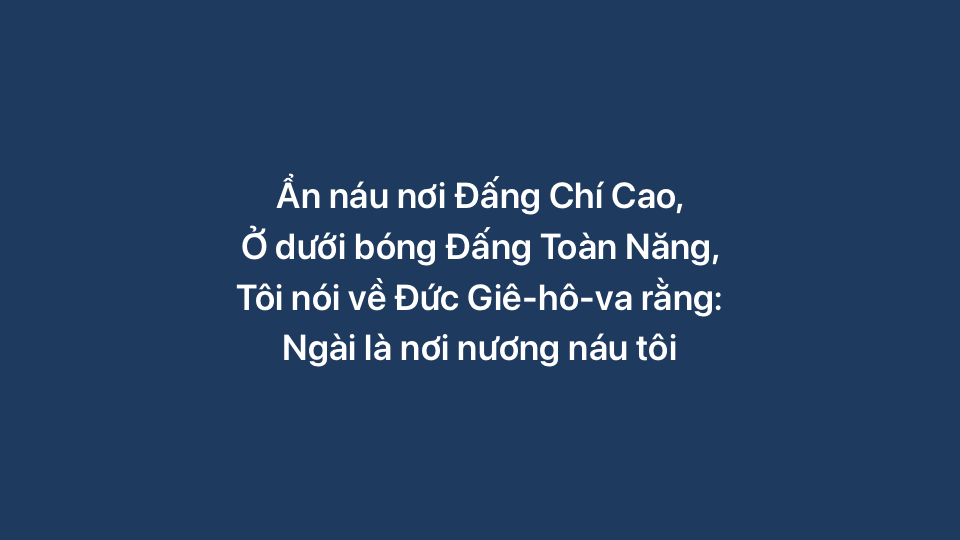 Ẩn náu nơi Đấng Chí Cao,
Ở dưới bóng Đấng Toàn Năng,
Tôi nói về Đức Giê-hô-va rằng:
Ngài là nơi nương náu tôi